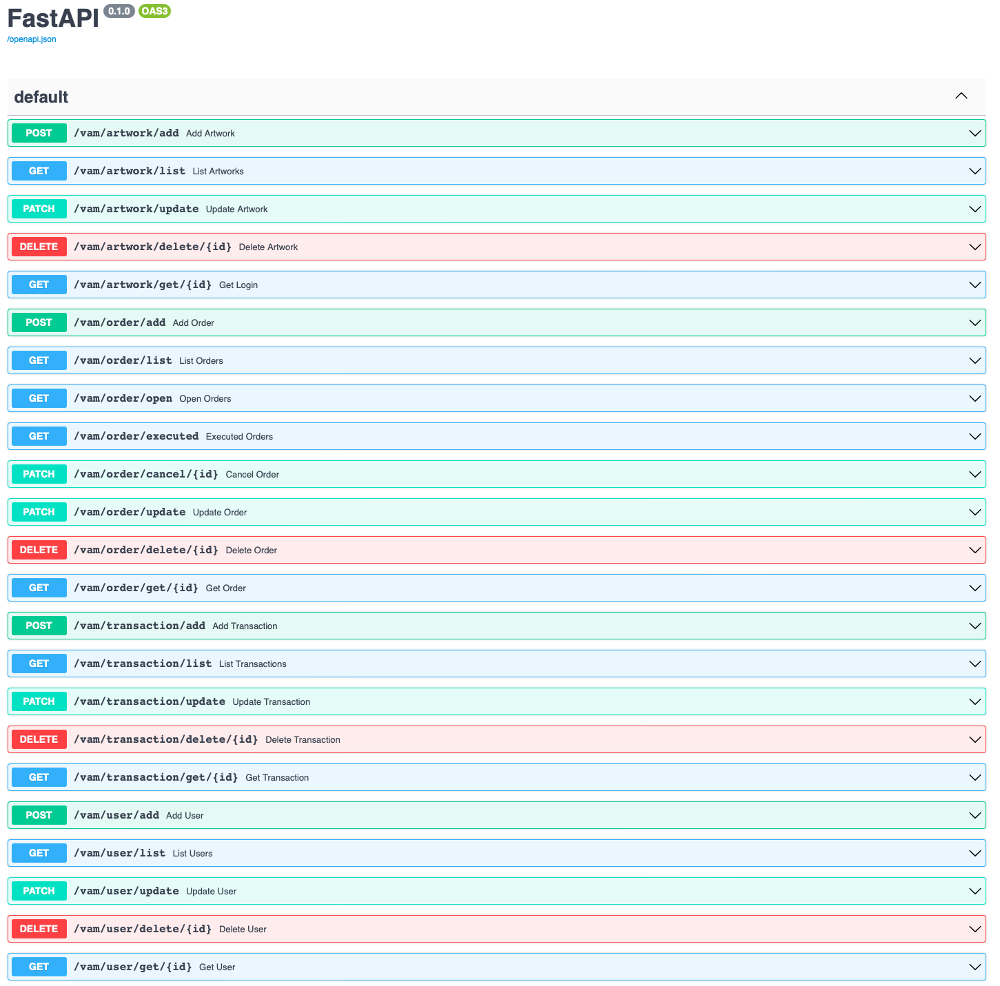 FastAPI 0.1.0 OAS3
/openapi.json
default
POST /vam/artwork/add Add Artwork
GET /vam/artwork/list List Artworks
PATCH /vam/artwork/update Update Artwork
DELETE /vam/artwork/delete/{id} Delete Artwork
GET /vam/artwork/get/{id} Get Login
POST /vam/order/add Add Order
GET /vam/order/list List Orders
GET /vam/order/open Open Orders
GET /vam/order/executed Executed Orders
PATCH /vam/order/cancel/{id} Cancel Order
PATCH /vam/order/update Update Order
DELETE /vam/order/delete/{id} Delete Order
GET /vam/order/get/{id} Get Order
POST /vam/transaction/add Add Transaction
GET /vam/transaction/list List Transactions
PATCH /vam/transaction/update Update Transaction
DELETE /vam/transaction/delete/{id} Delete Transaction
GET /vam/transaction/get/{id} Get Transaction
POST /vam/user/add Add User
GET /vam/user/list List Users
PATCH /vam/user/update Update User
DELETE /vam/user/delete/{id} Delete User
GET /vam/user/get/{id} Get User